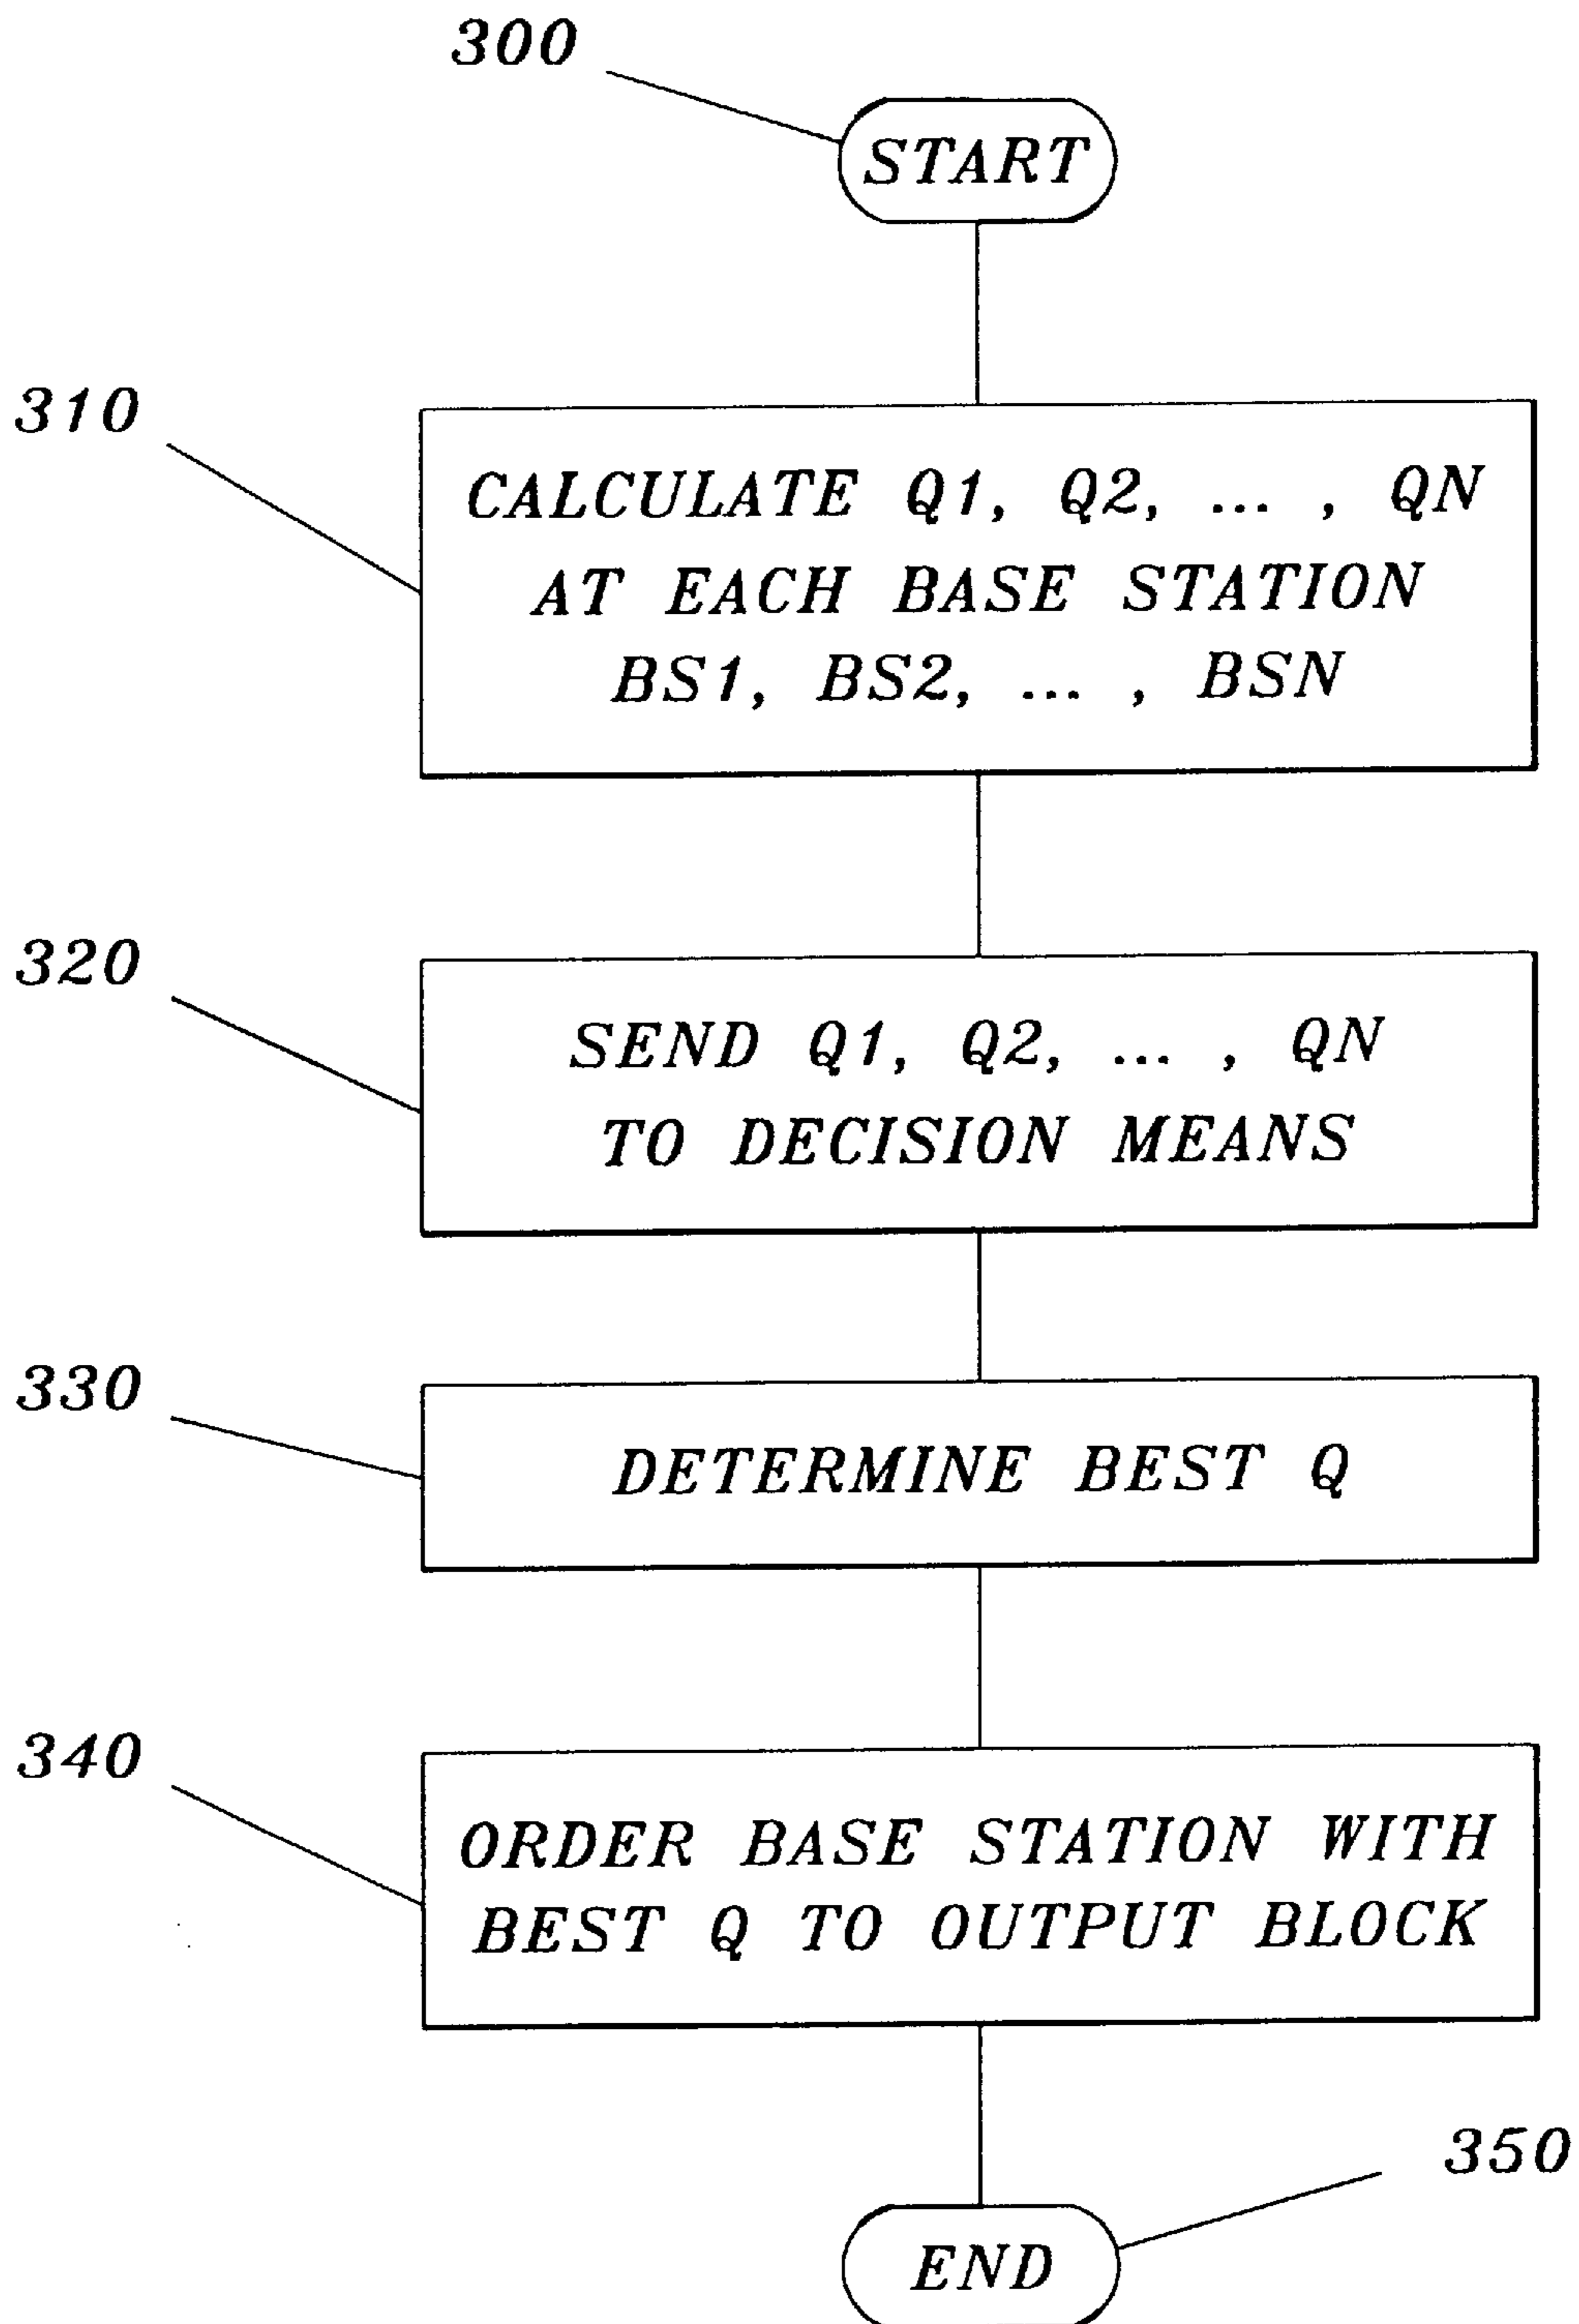 300
START
310
CALCULATE Q1, Q2, ... , QN
AT EACH BASE STATION
BS1, BS2, ... , BSN
320
SEND Q1, Q2, ... , QN
TO DECISION MEANS
330
DETERMINE BEST Q
340
ORDER BASE STATION WITH
BEST Q TO OUTPUT BLOCK
350
END